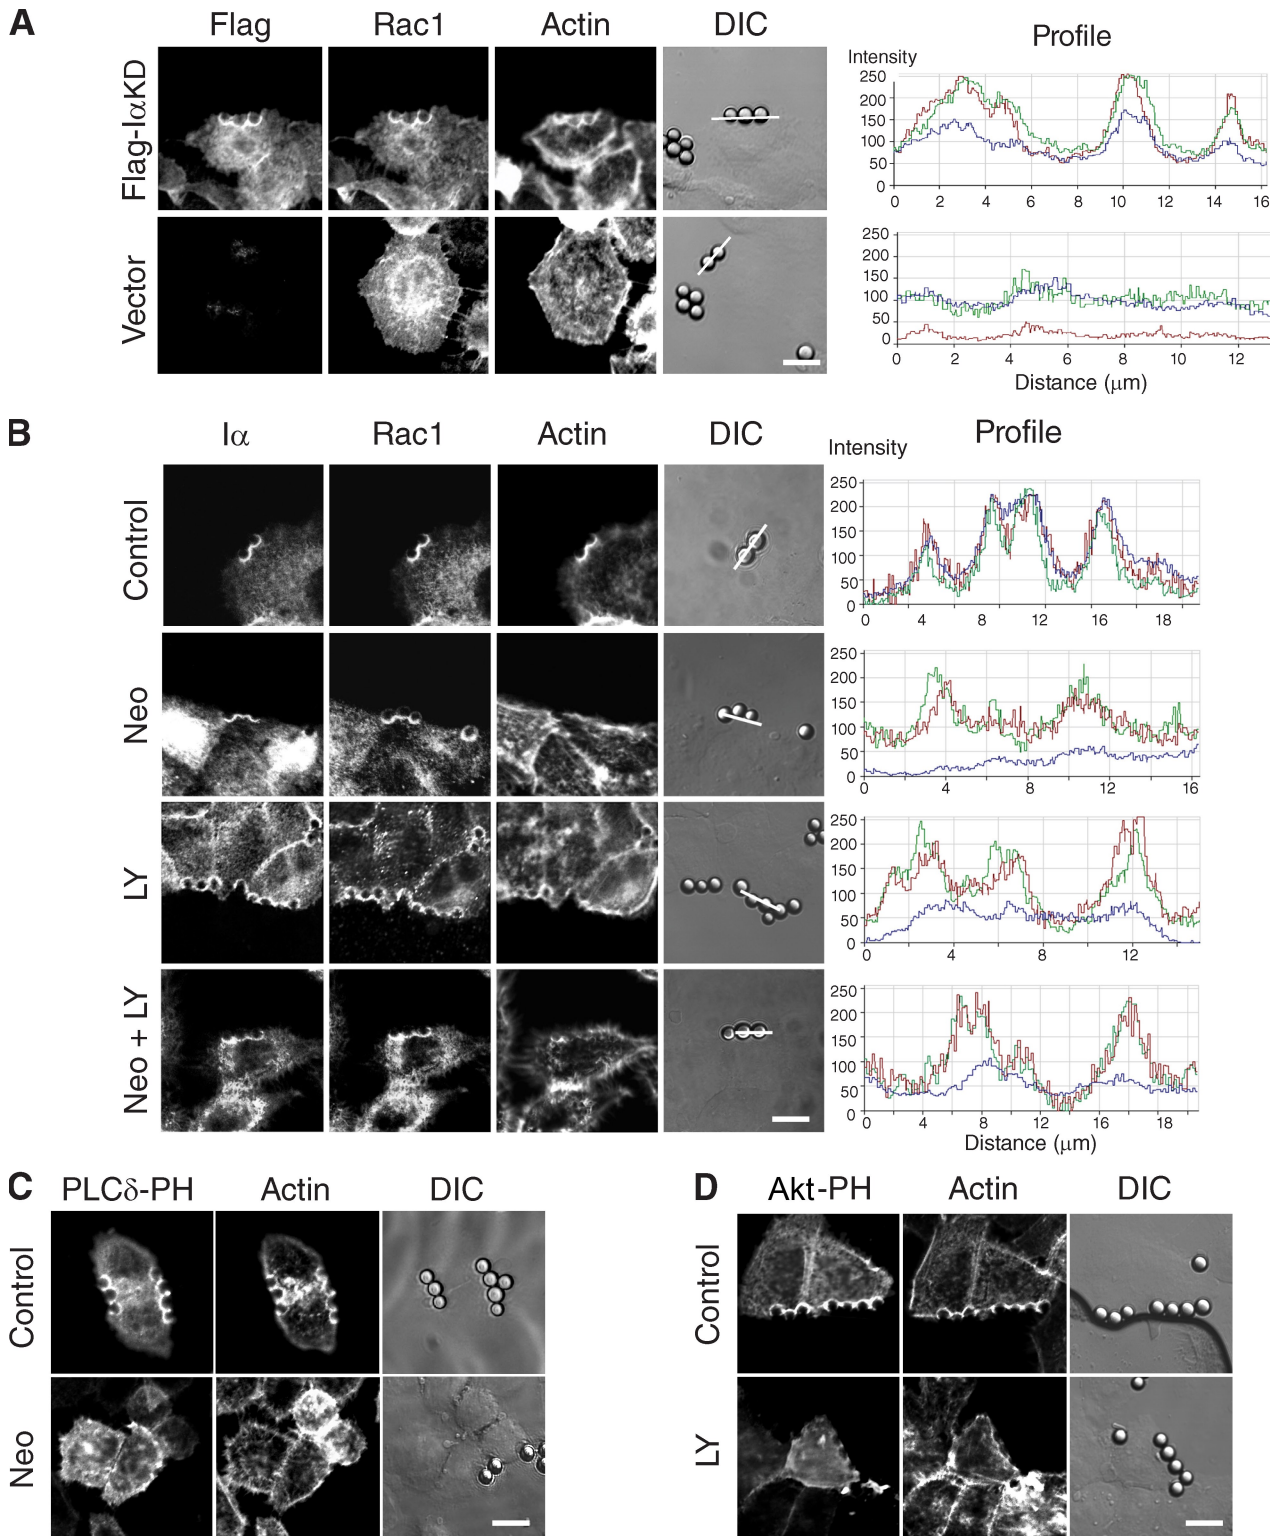 A
Flag Rac1 Actin DIC Profile
Intensity
Flag-IαKD
250
200
150
100
50
0
0 2 4 6 8 10 12 14 16
Vector
250
200
150
100
50
0
0 2 4 6 8 10 12
Distance (μm)
B
Iα Rac1 Actin DIC Profile
Intensity
Control
250
200
150
100
50
0
0 4 8 12 16 18
Neo
250
200
150
100
50
0
0 4 8 12 16
LY
250
200
150
100
50
0
0 4 8 12
Neo + LY
250
200
150
100
50
0
0 4 8 12 16 18
Distance (μm)
C
PLCδ-PH Actin DIC
Control
Neo
D
Akt-PH Actin DIC
Control
LY